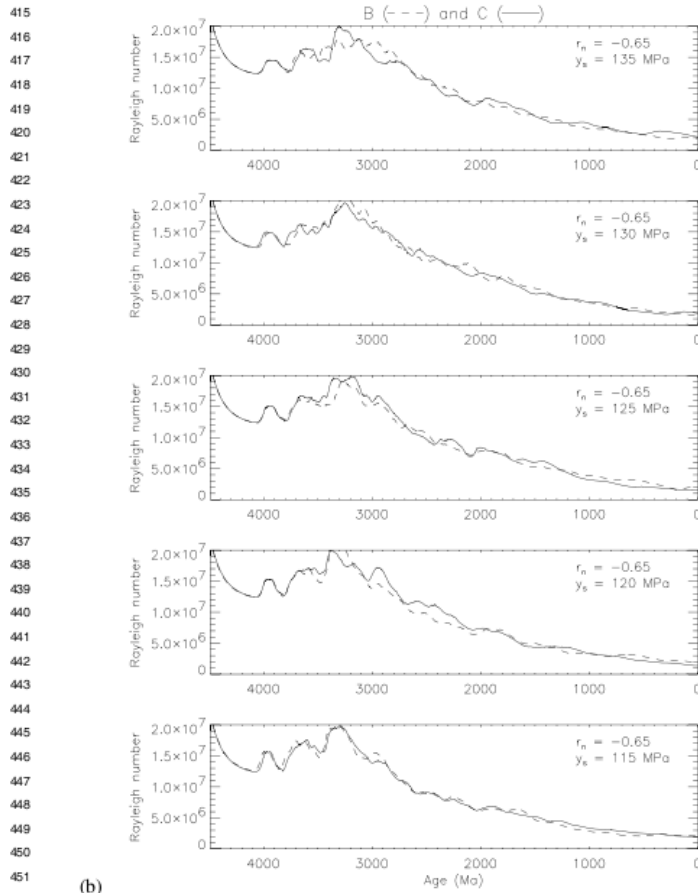 415
416
417
418
419
420
421
422
423
424
425
426
427
428
430
431
432
433
434
435
436
437
438
439
440
441
442
443
444
445
446
447
448
449
450
451
B (---) and C (——)
Rayleigh number
2.0×10^7
1.5×10^7
1.0×10^7
5.0×10^6
0
r_n = −0.65
y_s = 135 MPa
4000 3000 2000 1000 0
Rayleigh number
2.0×10^7
1.5×10^7
1.0×10^7
5.0×10^6
0
r_n = −0.65
y_s = 130 MPa
4000 3000 2000 1000 0
Rayleigh number
2.0×10^7
1.5×10^7
1.0×10^7
5.0×10^6
0
r_n = −0.65
y_s = 125 MPa
4000 3000 2000 1000 0
Rayleigh number
2.0×10^7
1.5×10^7
1.0×10^7
5.0×10^6
0
r_n = −0.65
y_s = 120 MPa
4000 3000 2000 1000 0
Rayleigh number
2.0×10^7
1.5×10^7
1.0×10^7
5.0×10^6
0
r_n = −0.65
y_s = 115 MPa
4000 3000 2000 1000 0
Age (Ma)
(b)